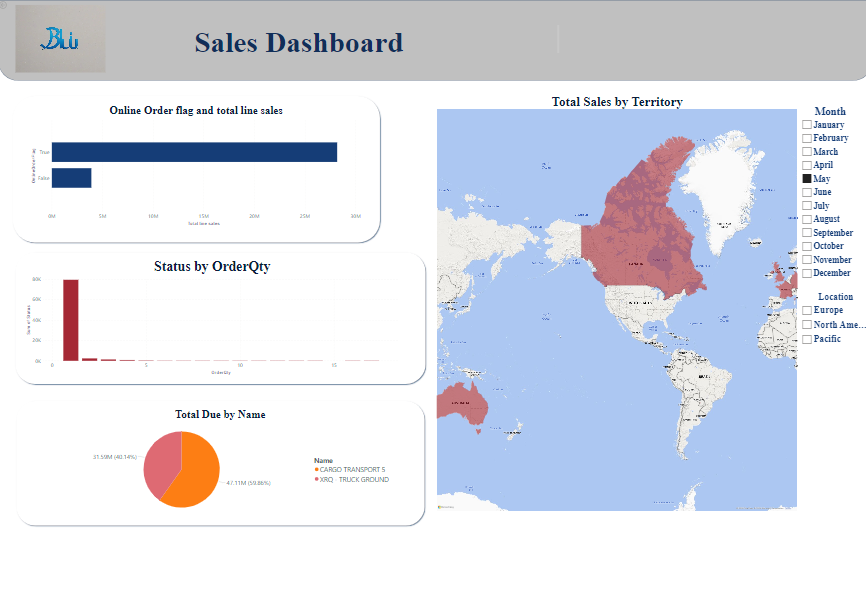 Blu
Sales Dashboard
Online Order flag and total line sales
True
False
0M 5M 10M 15M 20M 25M 30M
Total line sales
Status by OrderQty
Sum of Status
80K
60K
40K
20K
0K
0 5 10 15
OrderQty
Total Due by Name
31.59M (40.14%)
47.11M (59.86%)
Name
CARGO TRANSPORT 5
XRQ - TRUCK GROUND
Total Sales by Territory
CANADA
BRAZIL
Month
January
February
March
April
May
June
July
August
September
October
November
December
Location
Europe
North Ame...
Pacific